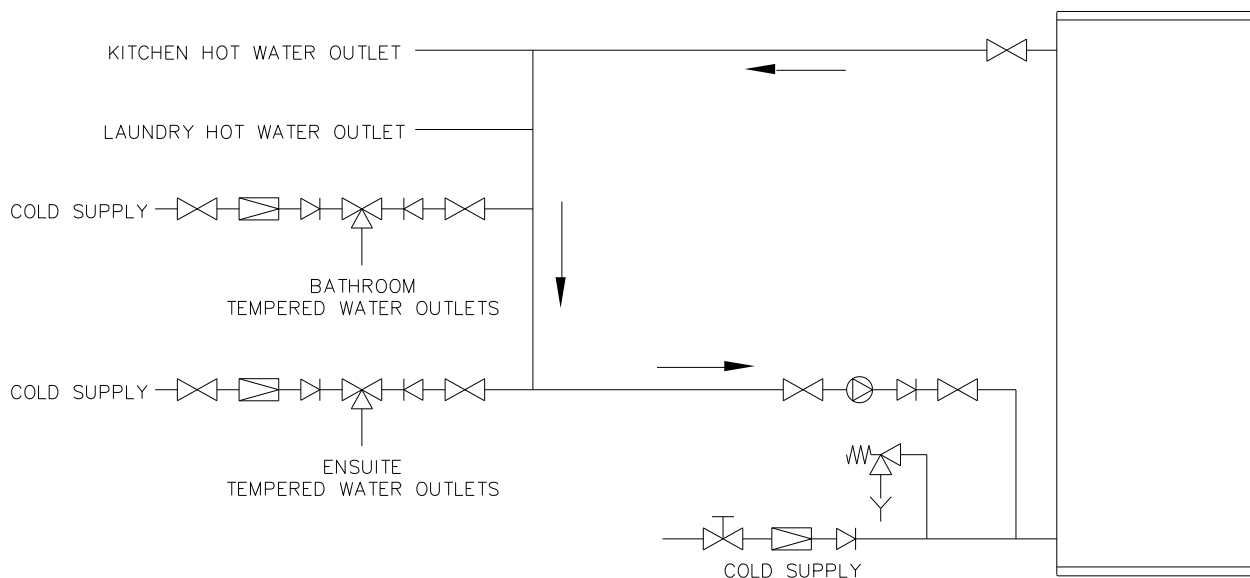 KITCHEN HOT WATER OUTLET
LAUNDRY HOT WATER OUTLET
COLD SUPPLY
BATHROOM
TEMPERED WATER OUTLETS
COLD SUPPLY
ENSUITE
TEMPERED WATER OUTLETS
COLD SUPPLY